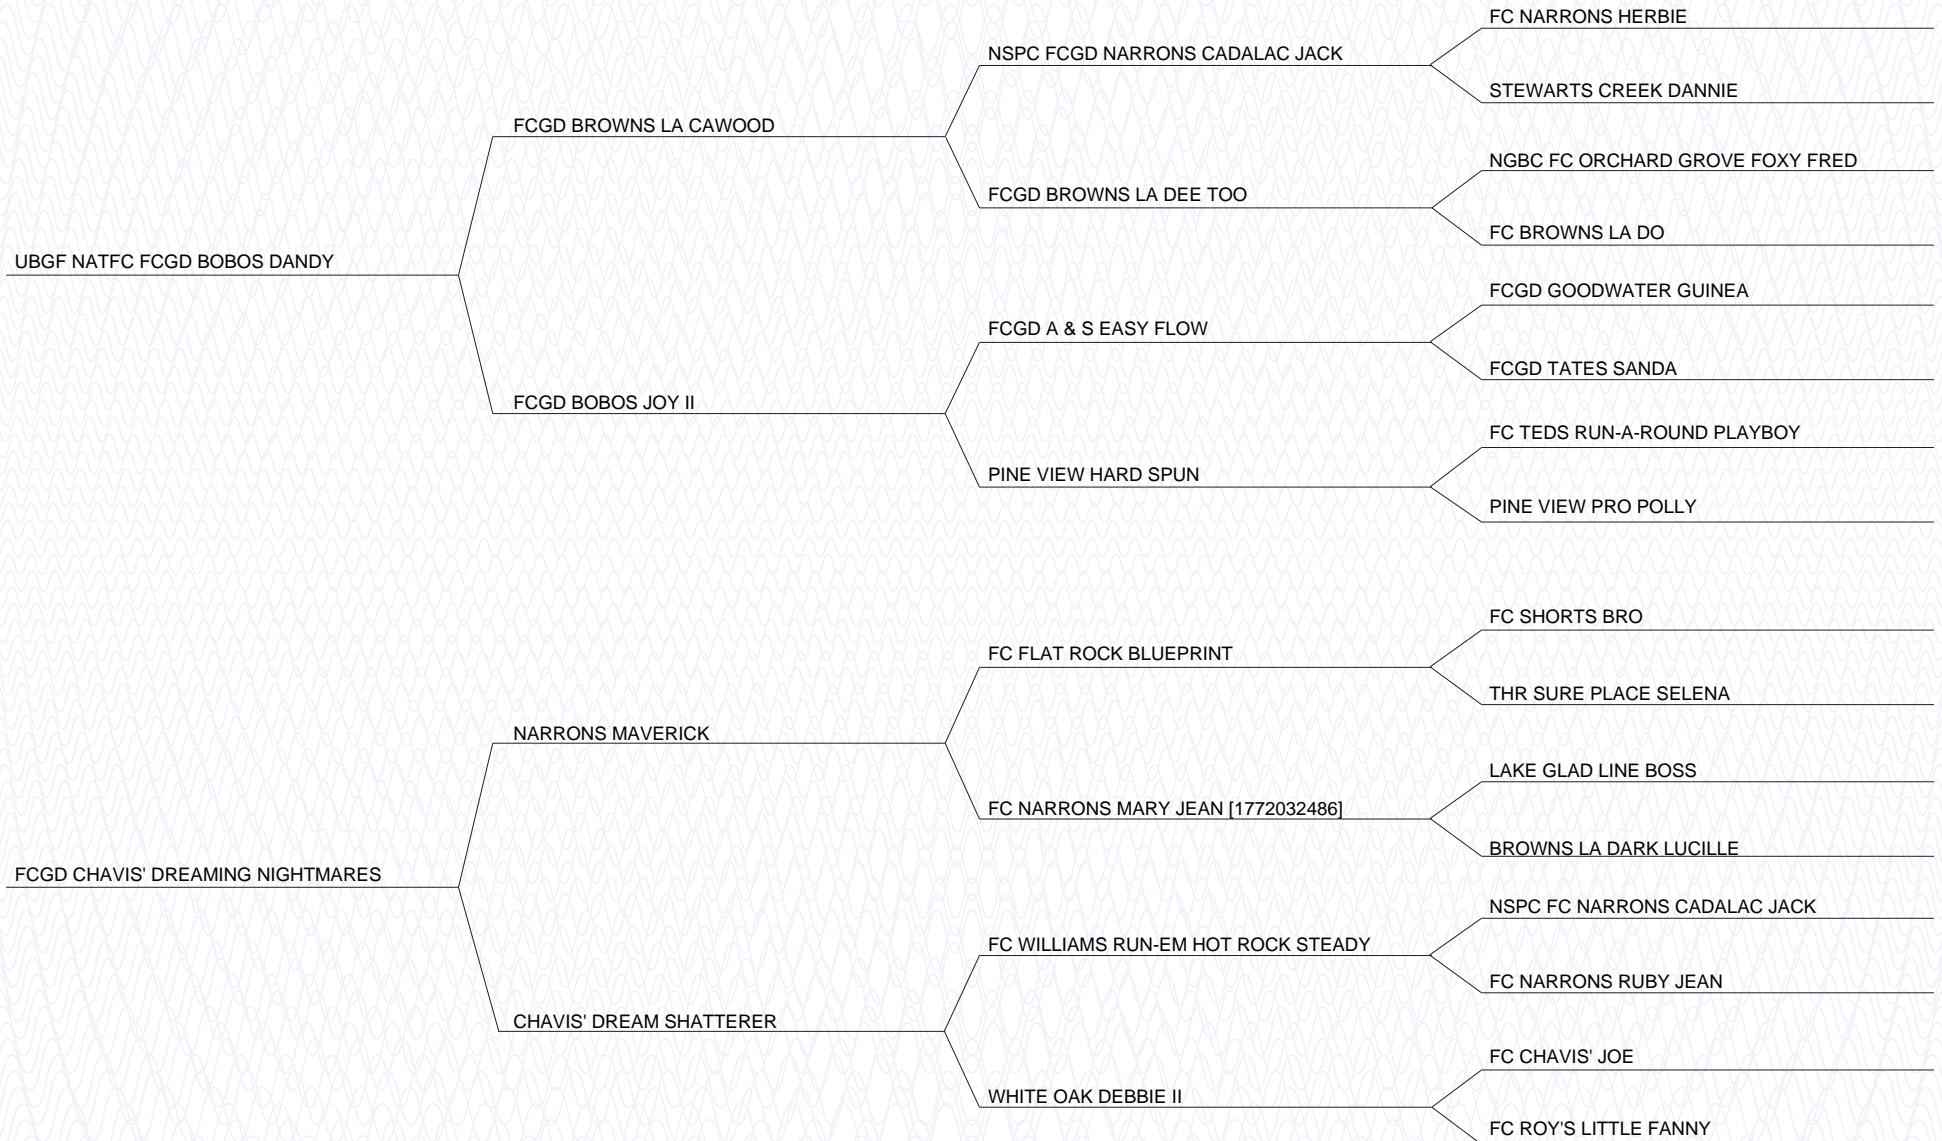 FC NARRONS HERBIE
NSPC FCGD NARRONS CADALAC JACK
STEWARTS CREEK DANNIE
FCGD BROWNS LA CAWOOD
NGBC FC ORCHARD GROVE FOXY FRED
FCGD BROWNS LA DEE TOO
FC BROWNS LA DO
UBGF NATFC FCGD BOBOS DANDY
FCGD GOODWATER GUINEA
FCGD A & S EASY FLOW
FCGD TATES SANDA
FCGD BOBOS JOY II
FC TEDS RUN-A-ROUND PLAYBOY
PINE VIEW HARD SPUN
PINE VIEW PRO POLLY
FC SHORTS BRO
FC FLAT ROCK BLUEPRINT
THR SURE PLACE SELENA
NARRONS MAVERICK
LAKE GLAD LINE BOSS
FC NARRONS MARY JEAN [1772032486]
BROWNS LA DARK LUCILLE
FCGD CHAVIS' DREAMING NIGHTMARES
NSPC FC NARRONS CADALAC JACK
FC WILLIAMS RUN-EM HOT ROCK STEADY
FC NARRONS RUBY JEAN
CHAVIS' DREAM SHATTERER
FC CHAVIS' JOE
WHITE OAK DEBBIE II
FC ROY'S LITTLE FANNY